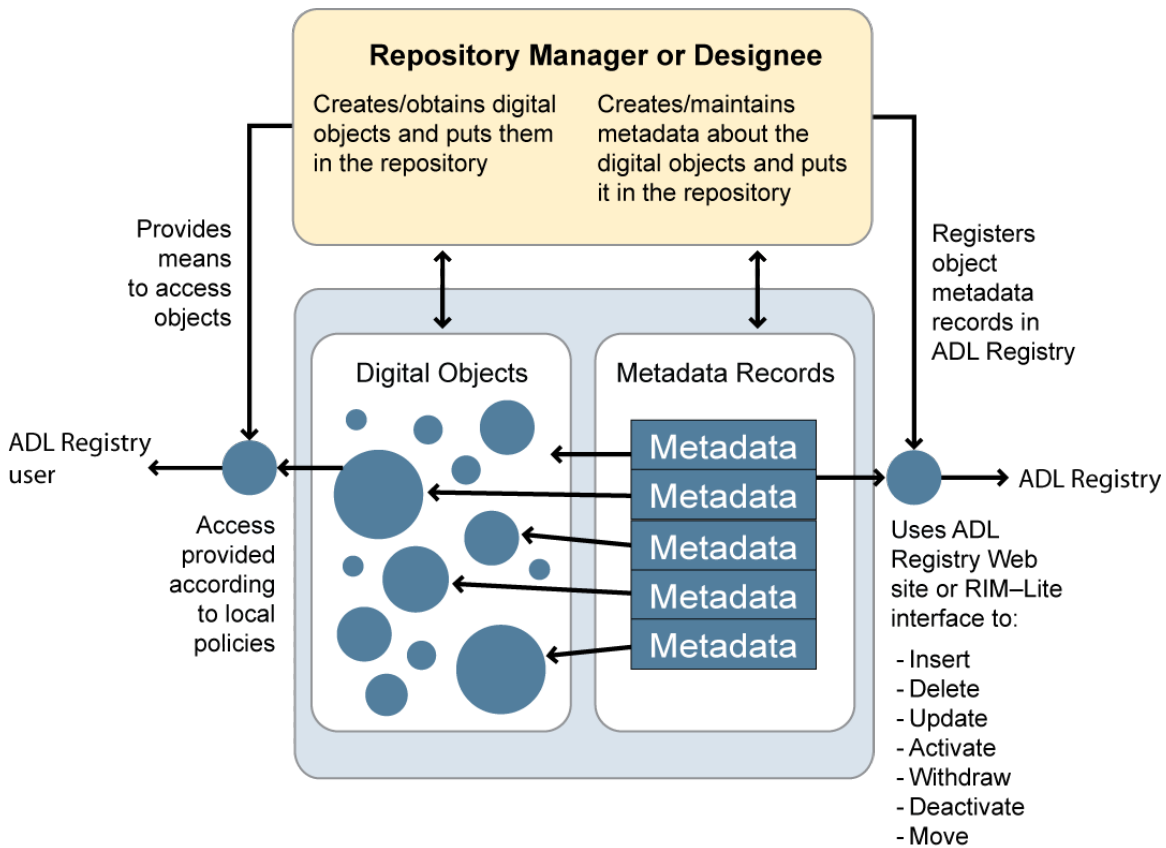 Repository Manager or Designee
Creates/obtains digital
objects and puts them
in the repository
Creates/maintains
metadata about the
digital objects and puts
it in the repository
Provides
means
to access
objects
Registers
object
metadata
records in
ADL Registry
Digital Objects
Metadata Records
Metadata
Metadata
Metadata
Metadata
Metadata
ADL Registry
user
ADL Registry
Access
provided
according
to local
policies
Uses ADL
Registry Web
site or RIM–Lite
interface to:
- Insert
- Delete
- Update
- Activate
- Withdraw
- Deactivate
- Move